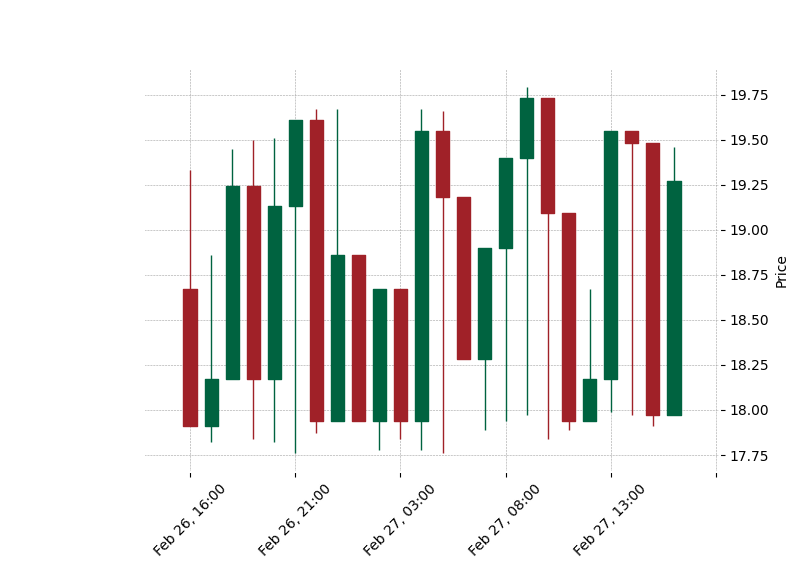 19.75
19.50
19.25
19.00
18.75
18.50
18.25
18.00
17.75
Price
Feb 26, 16:00
Feb 26, 21:00
Feb 27, 03:00
Feb 27, 08:00
Feb 27, 13:00